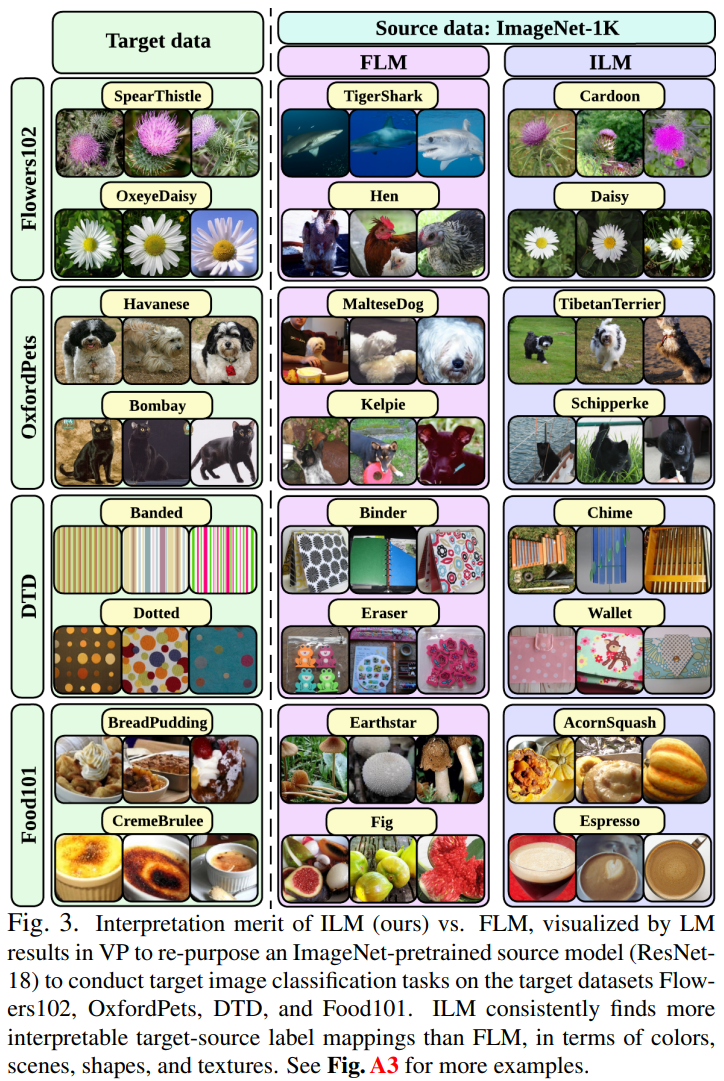 Target data
Source data: ImageNet-1K
FLM
ILM
Flowers102
SpearThistle
TigerShark
Cardoon
OxeyeDaisy
Hen
Daisy
OxfordPets
Havanese
MalteseDog
TibetanTerrier
Bombay
Kelpie
Schipperke
DTD
Banded
Binder
Chime
Dotted
Eraser
Wallet
Food101
BreadPudding
Earthstar
AcornSquash
CremeBrulee
Fig
Espresso
Fig. 3. Interpretation merit of ILM (ours) vs. FLM, visualized by LM
results in VP to re-purpose an ImageNet-pretrained source model (ResNet-
18) to conduct target image classification tasks on the target datasets Flow-
ers102, OxfordPets, DTD, and Food101. ILM consistently finds more
interpretable target-source label mappings than FLM, in terms of colors,
scenes, shapes, and textures. See Fig. A3 for more examples.